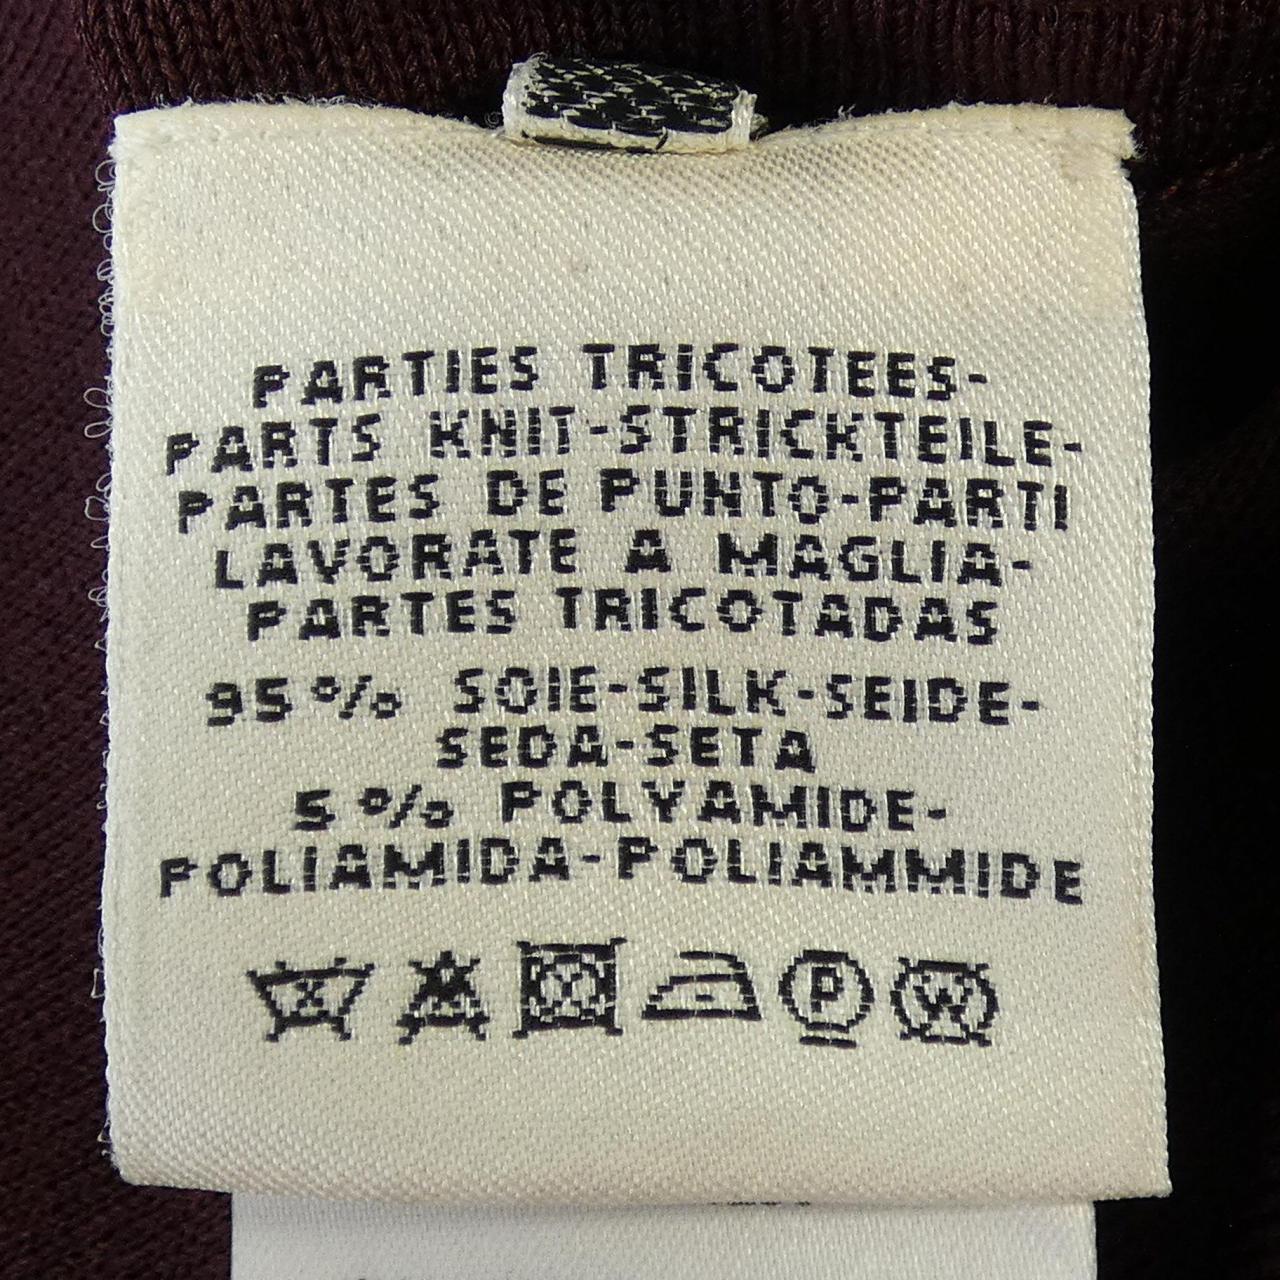 PARTIES TRICOTEES-
PARTS KNIT-STRICKTEILE-
PARTES DE PUNTO-PARTI
LAVORATE A MAGLIA-
PARTES TRICOTADAS
95% SOIE-SILK-SEIDE-
SEDA-SETA
5% POLYAMIDE-
POLIAMIDA-POLIAMMIDE
P W